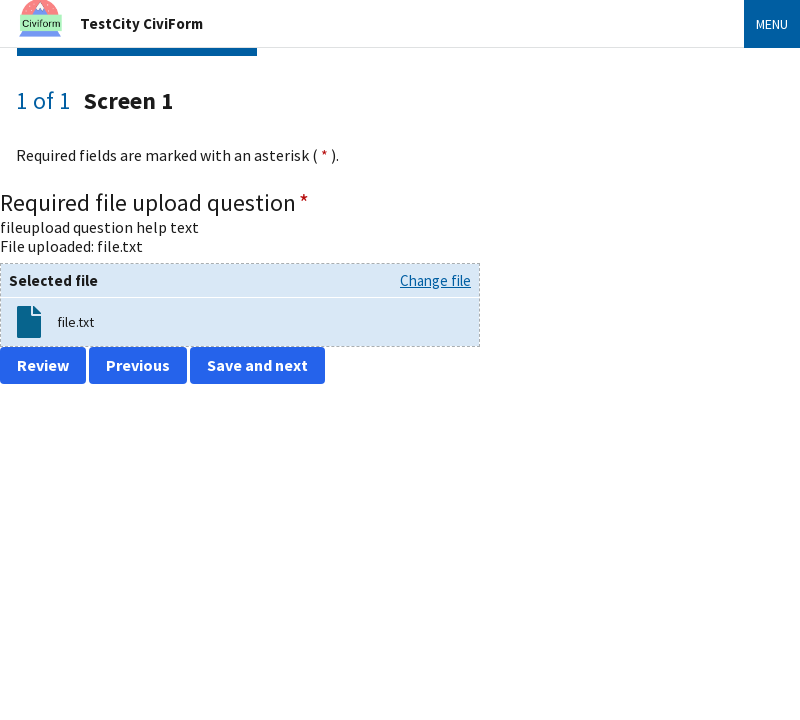 Civiform
TestCity CiviForm
MENU
1 of 1 Screen 1
Required fields are marked with an asterisk ( * ).
Required file upload question *
fileupload question help text
File uploaded: file.txt
Selected file
Change file
file.txt
Review
Previous
Save and next